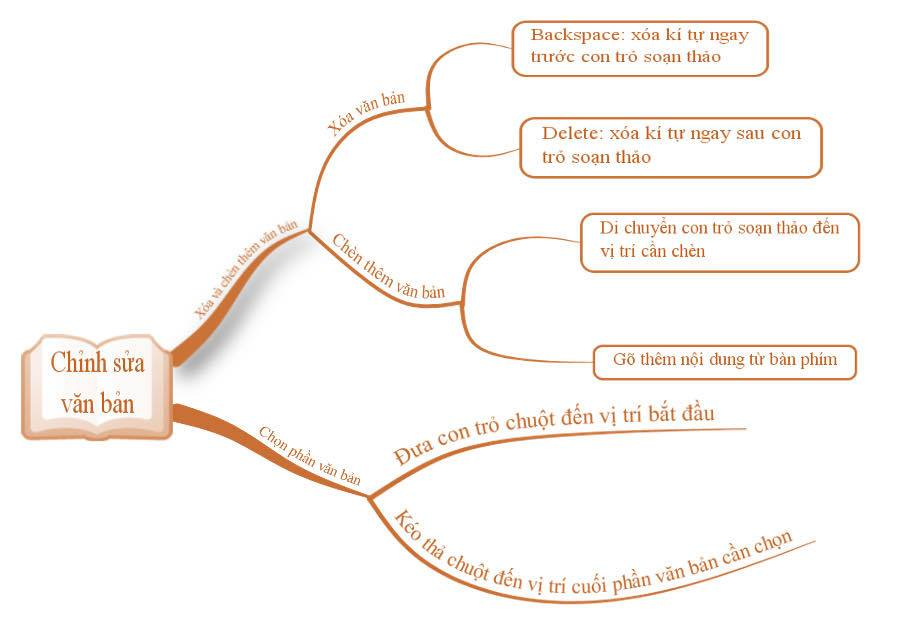 Chỉnh sửa
văn bản
Xóa và chèn thêm văn bản
Xóa văn bản
Backspace: xóa kí tự ngay
trước con trỏ soạn thảo
Delete: xóa kí tự ngay sau con
trỏ soạn thảo
Chèn thêm văn bản
Di chuyển con trỏ soạn thảo đến
vị trí cần chèn
Gõ thêm nội dung từ bàn phím
Chọn phần văn bản
Đưa con trỏ chuột đến vị trí bắt đầu
Kéo thả chuột đến vị trí cuối phần văn bản cần chọn